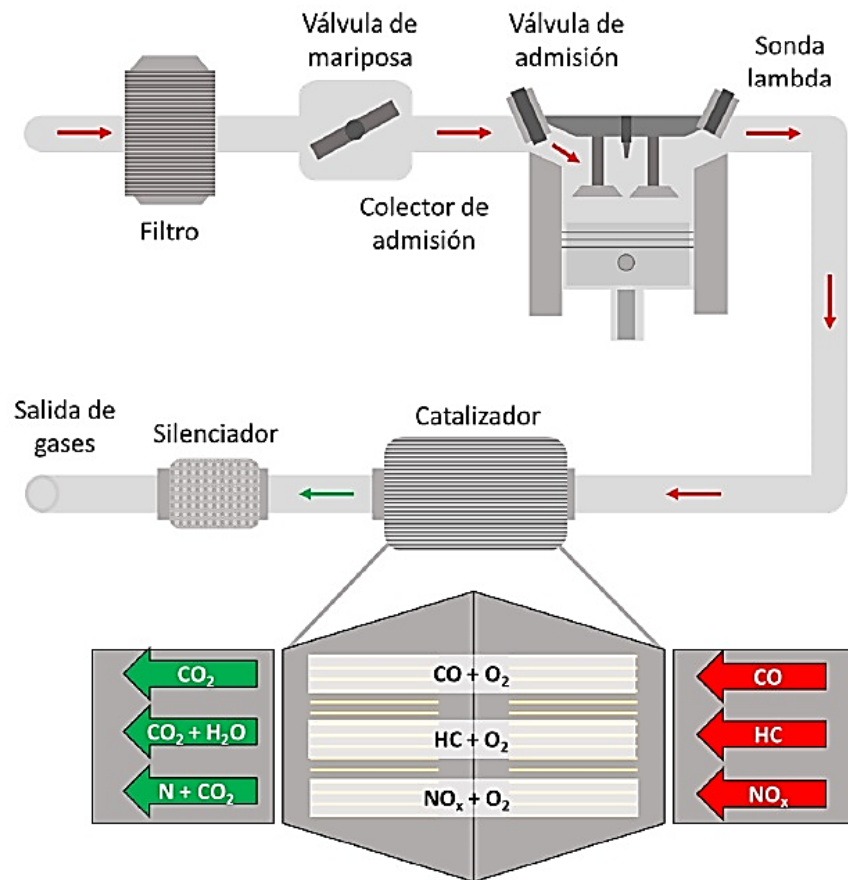 Válvula de
mariposa
Válvula de
admisión
Sonda
lambda
Filtro
Colector de
admisión
Salida de
gases
Silenciador
Catalizador
CO₂
CO + O₂
CO
CO₂ + H₂O
HC + O₂
HC
N + CO₂
NOₓ + O₂
NOₓ